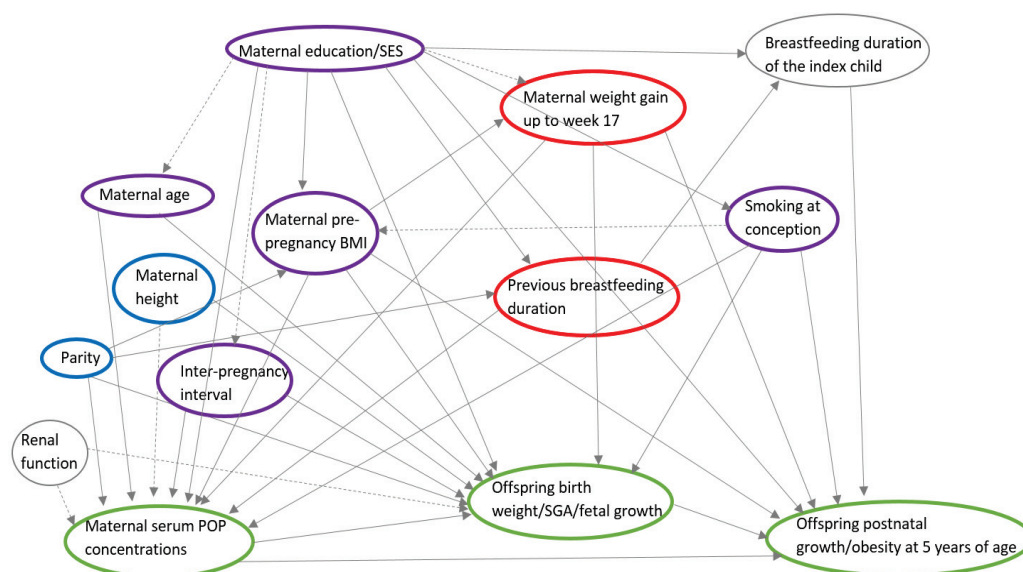 Maternal education/SES
Breastfeeding duration
of the index child
Maternal weight gain
up to week 17
Maternal age
Maternal pre-
pregnancy BMI
Smoking at
conception
Maternal
height
Previous breastfeeding
duration
Parity
Inter-pregnancy
interval
Renal
function
Maternal serum POP
concentrations
Offspring birth
weight/SGA/fetal growth
Offspring postnatal
growth/obesity at 5 years of age